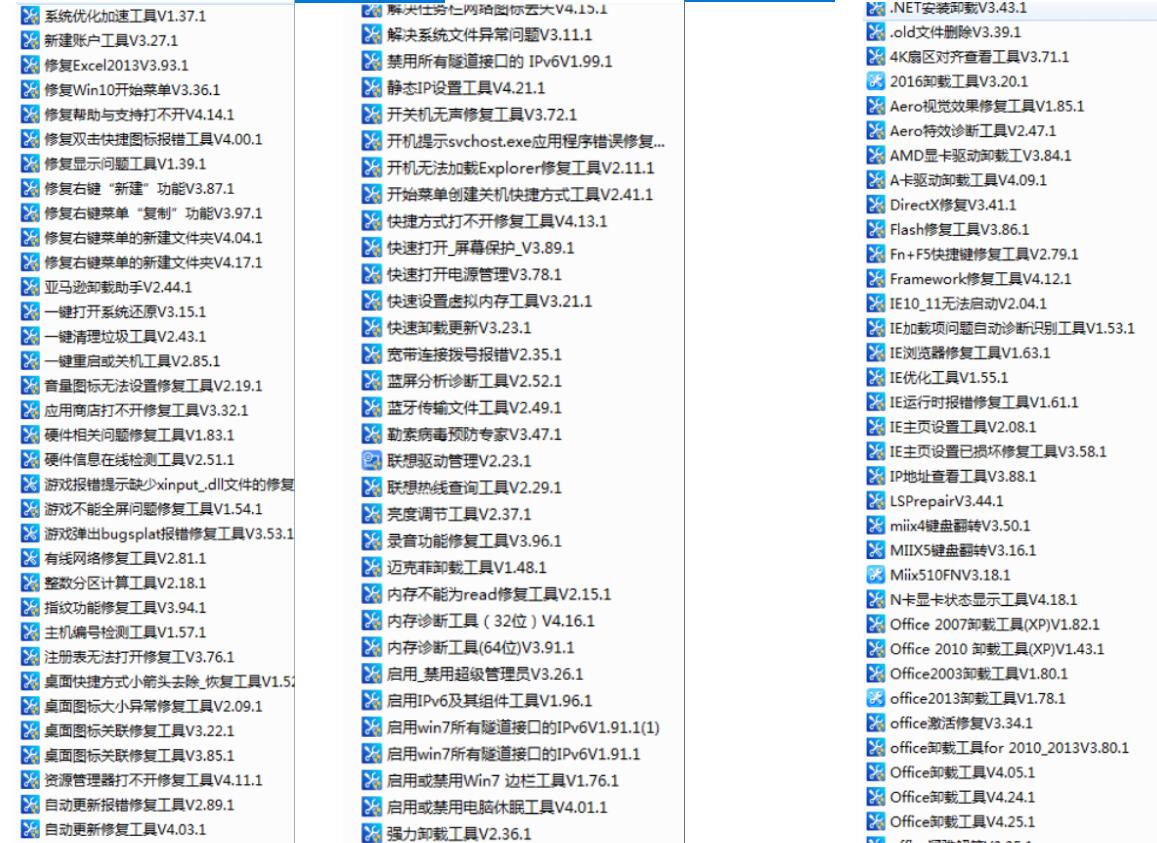 系统优化加速工具V1.37.1
新建账户工具V3.27.1
修复Excel2013V3.93.1
修复Win10开始菜单V3.36.1
修复帮助与支持打不开V4.14.1
修复双击快捷图标报错工具V4.00.1
修复显示问题工具V1.39.1
修复右键“新建”功能V3.87.1
修复右键菜单“复制”功能V3.97.1
修复右键菜单的新建文件夹V4.04.1
修复右键菜单的新建文件夹V4.17.1
亚马逊卸载助手V2.44.1
一键打开系统还原V3.15.1
一键清理垃圾工具V2.43.1
一键重启或关机工具V2.85.1
音量图标无法设置修复工具V2.19.1
应用商店打不开修复工具V3.32.1
硬件相关问题修复工具V1.83.1
硬件信息在线检测工具V2.51.1
游戏报错提示缺少xinput_.dll文件的修复
游戏不能全屏问题修复工具V1.54.1
游戏弹出bugsplat报错修复工具V3.53.1
有线网络修复工具V2.81.1
整数分区计算工具V2.18.1
指纹功能修复工具V3.94.1
主机编号检测工具V1.57.1
注册表无法打开修复工V3.76.1
桌面快捷方式小箭头去除_恢复工具V1.52
桌面图标大小异常修复工具V2.09.1
桌面图标关联修复工具V3.22.1
桌面图标关联修复工具V3.85.1
资源管理器打不开修复工具V4.11.1
自动更新报错修复工具V2.89.1
自动更新修复工具V4.03.1
解决任务栏网络图标丢失V4.15.1
解决系统文件异常问题V3.11.1
禁用所有隧道接口的 IPv6V1.99.1
静态IP设置工具V4.21.1
开关机无声修复工具V3.72.1
开机提示svchost.exe应用程序错误修复...
开机无法加载Explorer修复工具V2.11.1
开始菜单创建关机快捷方式工具V2.41.1
快捷方式打不开修复工具V4.13.1
快速打开_屏幕保护_V3.89.1
快速打开电源管理V3.78.1
快速设置虚拟内存工具V3.21.1
快速卸载更新V3.23.1
宽带连接拨号报错V2.35.1
蓝屏分析诊断工具V2.52.1
蓝牙传输文件工具V2.49.1
勒索病毒预防专家V3.47.1
联想驱动管理V2.23.1
联想热线查询工具V2.29.1
亮度调节工具V2.37.1
录音功能修复工具V3.96.1
迈克菲卸载工具V1.48.1
内存不能为read修复工具V2.15.1
内存诊断工具（32位）V4.16.1
内存诊断工具(64位)V3.91.1
启用_禁用超级管理员V3.26.1
启用IPv6及其组件工具V1.96.1
启用win7所有隧道接口的IPv6V1.91.1(1)
启用win7所有隧道接口的IPv6V1.91.1
启用或禁用Win7 边栏工具V1.76.1
启用或禁用电脑休眠工具V4.01.1
强力卸载工具V2.36.1
.NET安装卸载V3.43.1
.old文件删除V3.39.1
4K扇区对齐查看工具V3.71.1
2016卸载工具V3.20.1
Aero视觉效果修复工具V1.85.1
Aero特效诊断工具V2.47.1
AMD显卡驱动卸载工V3.84.1
A卡驱动卸载工具V4.09.1
DirectX修复V3.41.1
Flash修复工具V3.86.1
Fn+F5快捷键修复工具V2.79.1
Framework修复工具V4.12.1
IE10_11无法启动V2.04.1
IE加载项问题自动诊断识别工具V1.53.1
IE浏览器修复工具V1.63.1
IE优化工具V1.55.1
IE运行时报错修复工具V1.61.1
IE主页设置工具V2.08.1
IE主页设置已损坏修复工具V3.58.1
IP地址查看工具V3.88.1
LSPrepairV3.44.1
miix4键盘翻转V3.50.1
MIIX5键盘翻转V3.16.1
Miix510FNV3.18.1
N卡显卡状态显示工具V4.18.1
Office 2007卸载工具(XP)V1.82.1
Office 2010 卸载工具(XP)V1.43.1
Office2003卸载工具V1.80.1
office2013卸载工具V1.78.1
office激活修复V3.34.1
office卸载工具for 2010_2013V3.80.1
Office卸载工具V4.05.1
Office卸载工具V4.24.1
Office卸载工具V4.25.1